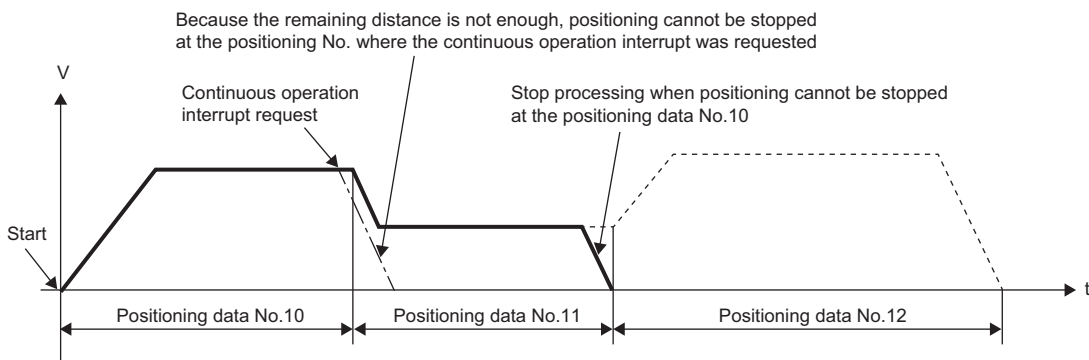 Because the remaining distance is not enough, positioning cannot be stopped
at the positioning No. where the continuous operation interrupt was requested
V
Continuous operation
interrupt request
Stop processing when positioning cannot be stopped
at the positioning data No.10
Start
t
Positioning data No.10
Positioning data No.11
Positioning data No.12